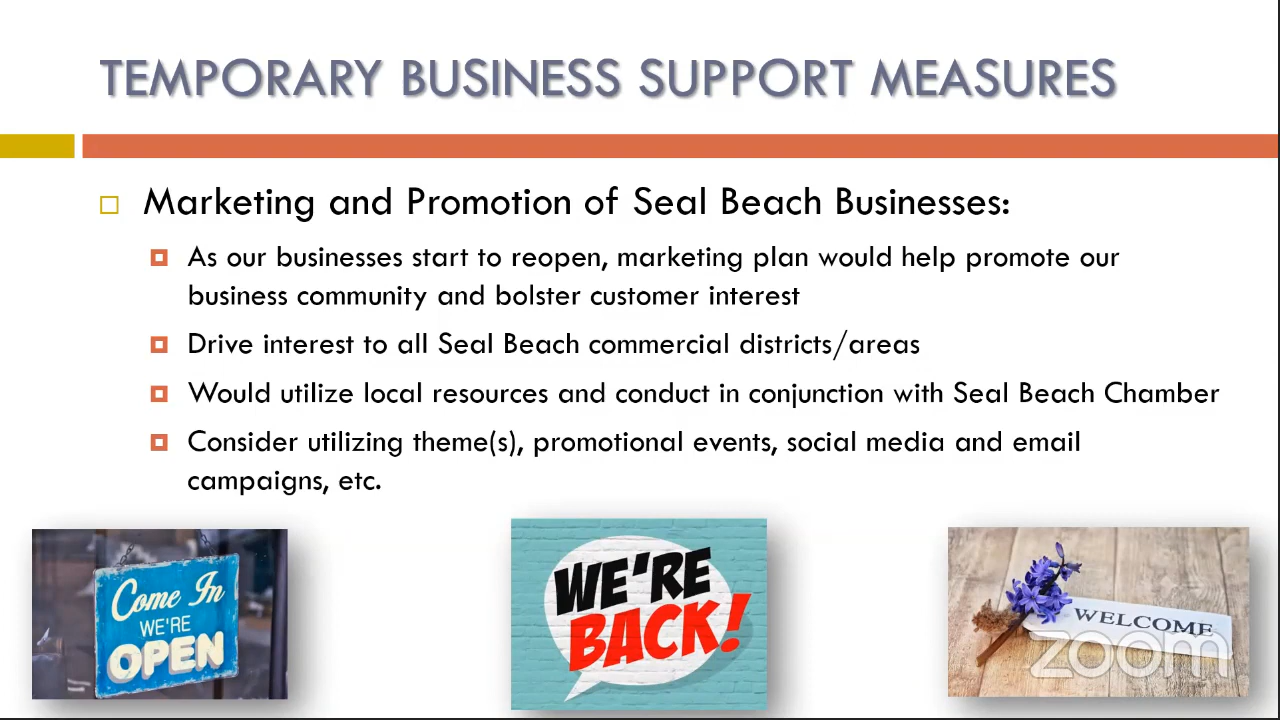 TEMPORARY BUSINESS SUPPORT MEASURES
Marketing and Promotion of Seal Beach Businesses:
As our businesses start to reopen, marketing plan would help promote our
business community and bolster customer interest
Drive interest to all Seal Beach commercial districts/areas
Would utilize local resources and conduct in conjunction with Seal Beach Chamber
Consider utilizing theme(s), promotional events, social media and email
campaigns, etc.
Come In
WE'RE
OPEN
WE'RE
BACK!
WELCOME
zoom